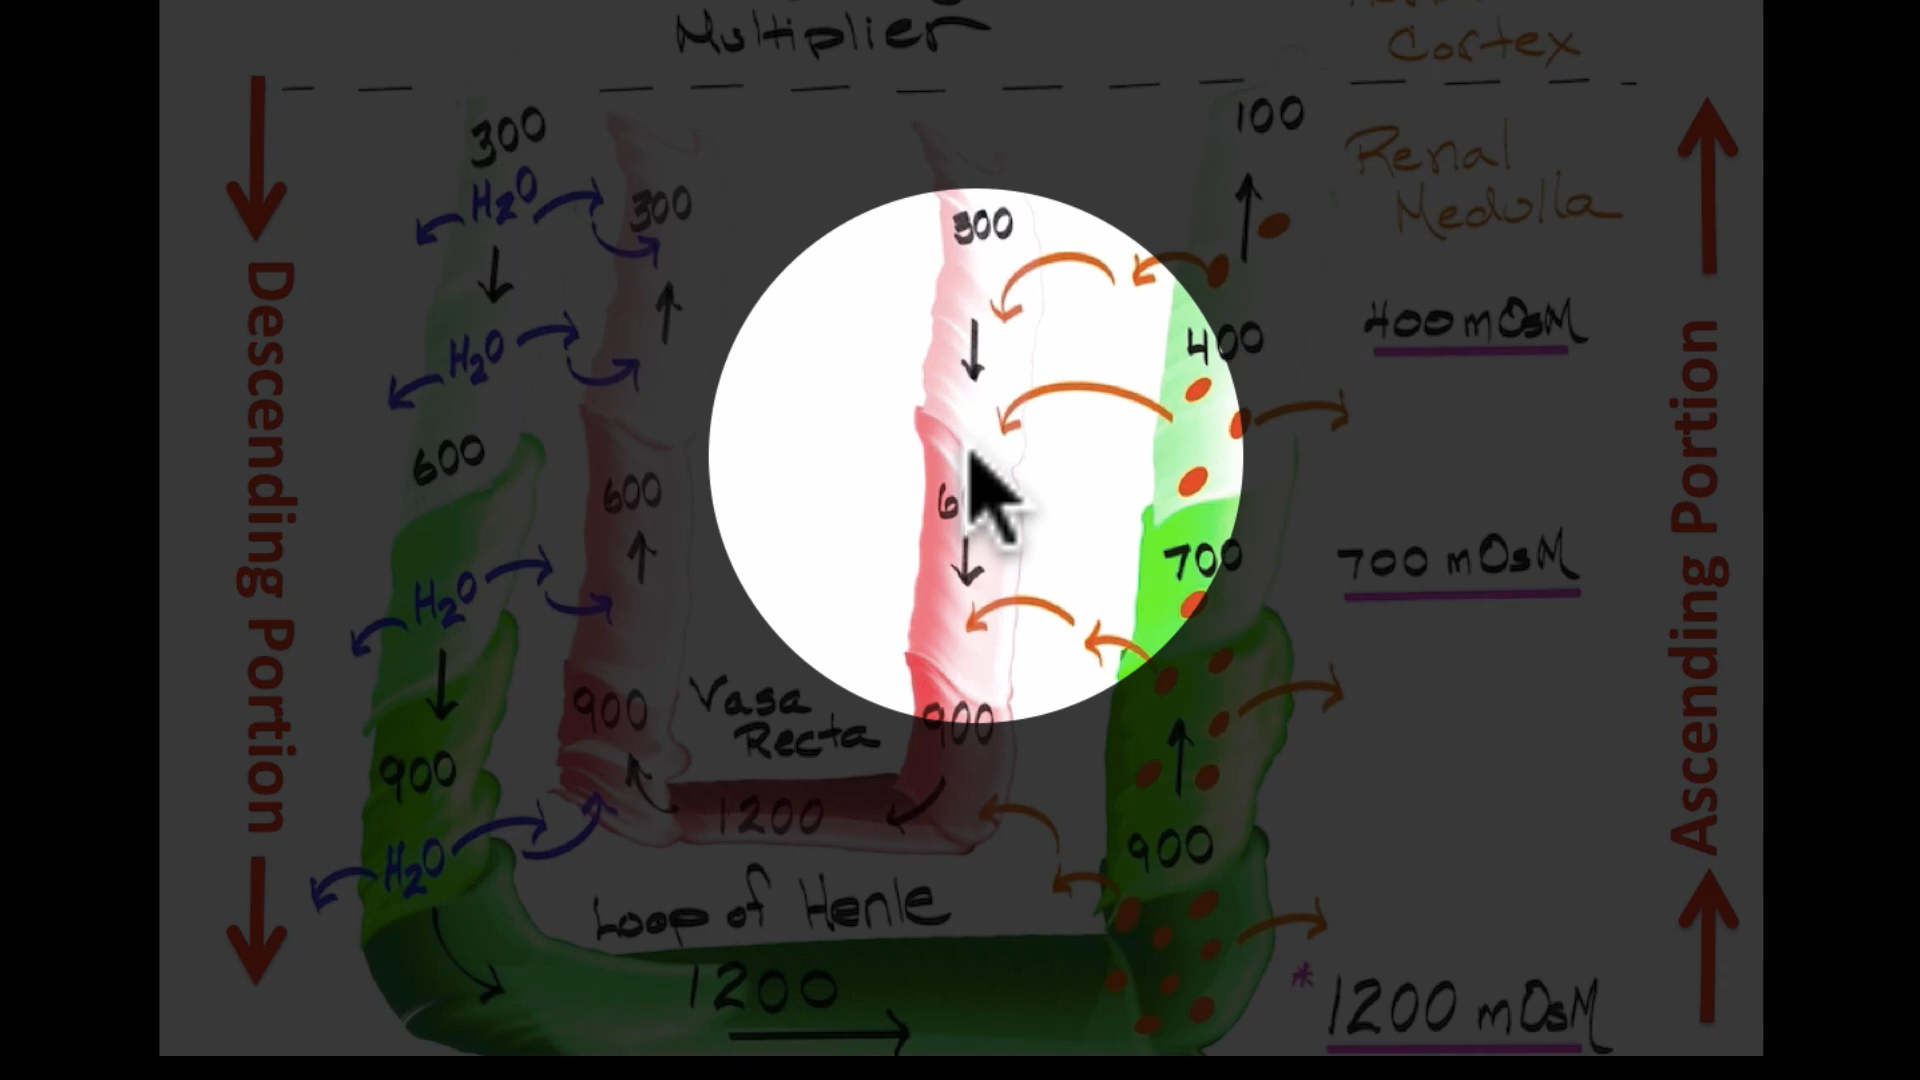 Multiplier
Cortex
300
100
Renal
Medulla
H2O
300
300
400 mOsM
H2O
400
600
600
700
700 mOsM
H2O
Descending Portion
Ascending Portion
900
Vasa
Recta
900
900
1200
900
H2O
Loop of Henle
1200
* 1200 mOsM